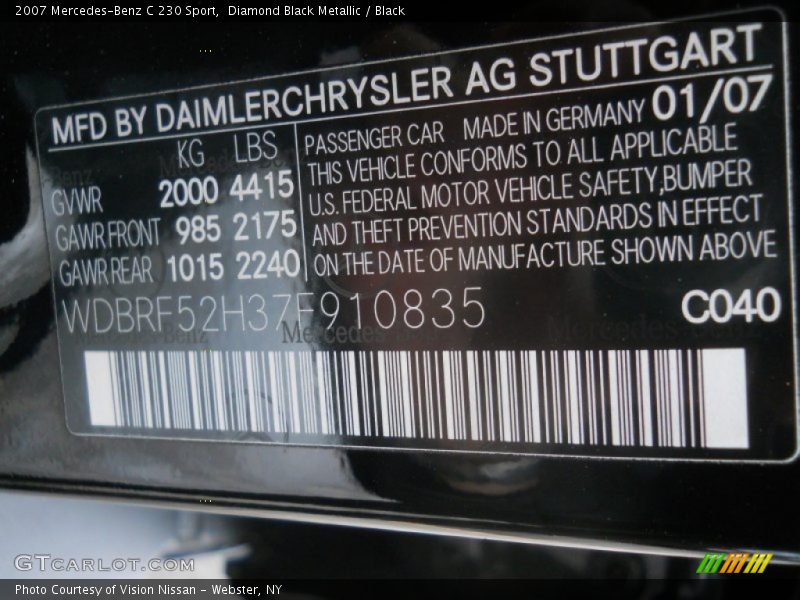 2007 Mercedes-Benz C 230 Sport,  Diamond Black Metallic / Black
MFD BY DAIMLERCHRYSLER AG STUTTGART
KG LBS
GVWR 2000 4415
GAWR FRONT 985 2175
GAWR REAR 1015 2240
PASSENGER CAR MADE IN GERMANY 01/07
THIS VEHICLE CONFORMS TO ALL APPLICABLE
U.S. FEDERAL MOTOR VEHICLE SAFETY,BUMPER
AND THEFT PREVENTION STANDARDS IN EFFECT
ON THE DATE OF MANUFACTURE SHOWN ABOVE
WDBRF52H37F910835 C040
Mercedes-Benz
GTCARLOT.COM
Photo Courtesy of Vision Nissan - Webster, NY